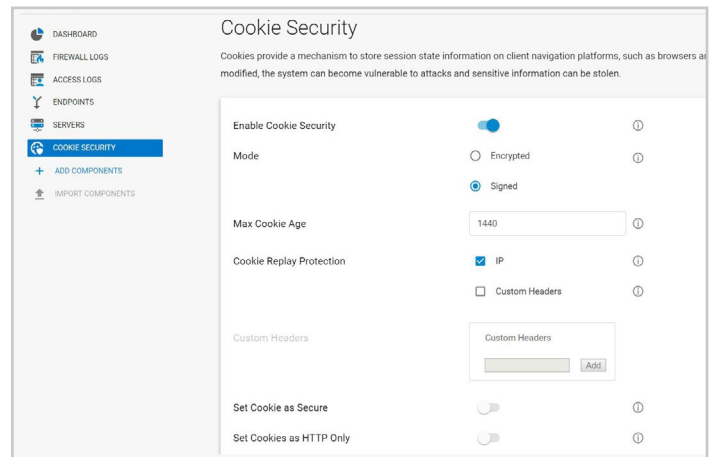 DASHBOARD
FIREWALL LOGS
ACCESS LOGS
ENDPOINTS
SERVERS
COOKIE SECURITY
ADD COMPONENTS
IMPORT COMPONENTS
Cookie Security
Cookies provide a mechanism to store session state information on client navigation platforms, such as browsers
modified, the system can become vulnerable to attacks and sensitive information can be stolen.
Enable Cookie Security
Mode
Encrypted
Signed
Max Cookie Age
1440
Cookie Replay Protection
IP
Custom Headers
Custom Headers
Custom Headers
Add
Set Cookie as Secure
Set Cookies as HTTP Only